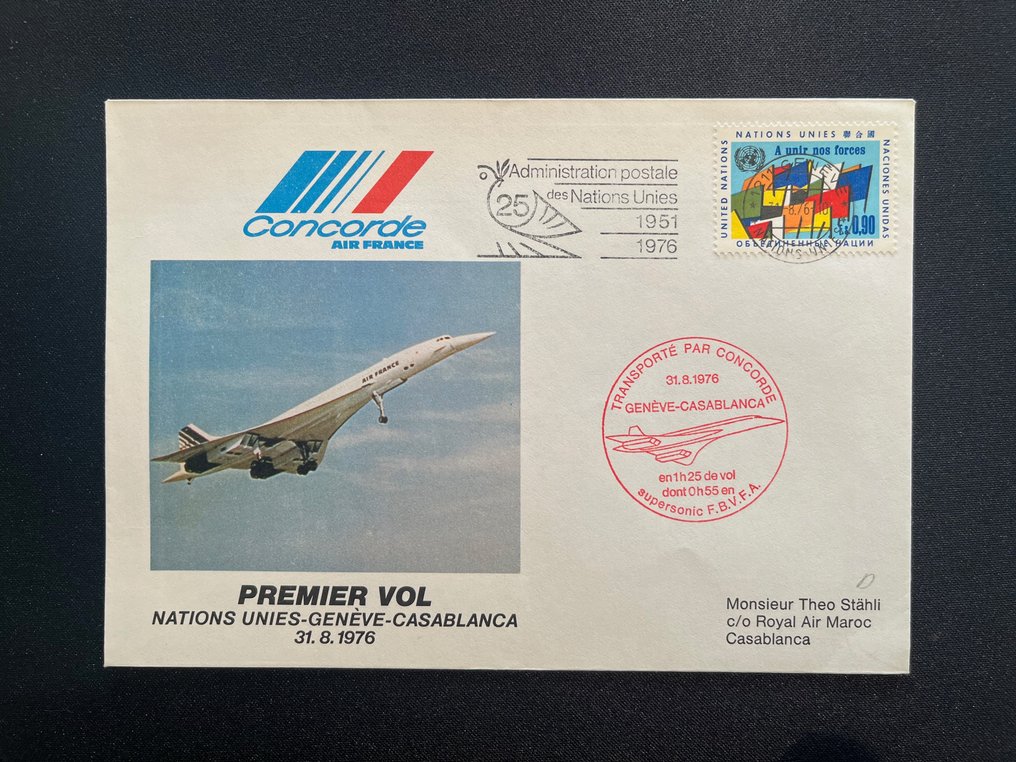 Concorde
AIR FRANCE
Administration postale
des Nations Unies
25
1951
1976
NATIONS UNIES 聯合國
UNITED NATIONS
NACIONES UNIDAS
A unir nos forces
0,90
ОБЪЕДИНЕННЫЕ НАЦИИ
AIR FRANCE
TRANSPORTÉ PAR CONCORDE
31.8.1976
GENÈVE-CASABLANCA
en 1h25 de vol
dont 0h55 en
supersonic F.B.V.F.A.
PREMIER VOL
NATIONS UNIES-GENÈVE-CASABLANCA
31.8.1976
Monsieur Theo Stähli
c/o Royal Air Maroc
Casablanca
D